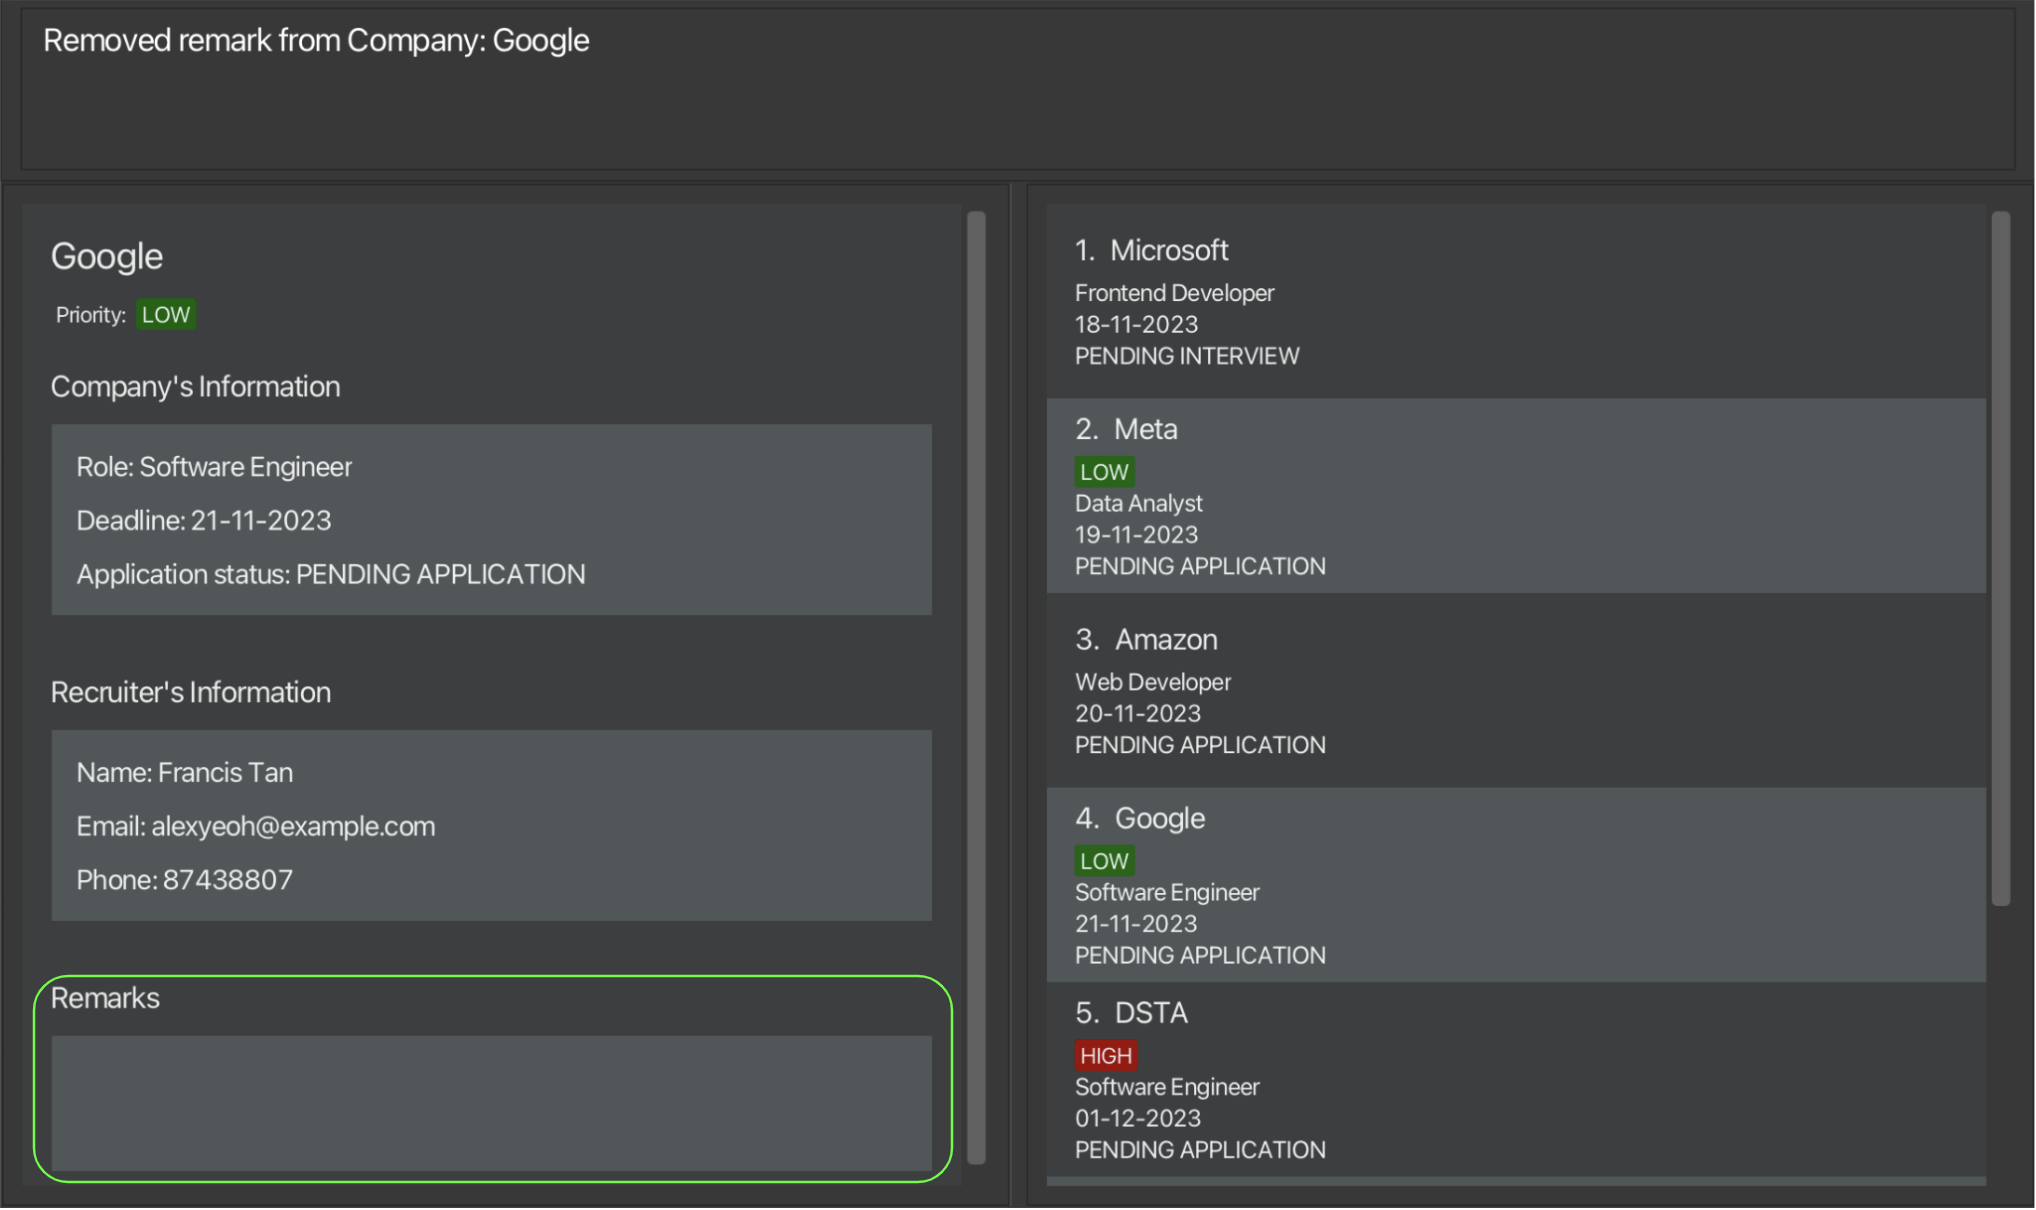 Removed remark from Company: Google
Google
Priority: LOW
Company's Information
Role: Software Engineer
Deadline: 21-11-2023
Application status: PENDING APPLICATION
Recruiter's Information
Name: Francis Tan
Email: alexyeoh@example.com
Phone: 87438807
Remarks
1. Microsoft
Frontend Developer
18-11-2023
PENDING INTERVIEW
2. Meta
LOW
Data Analyst
19-11-2023
PENDING APPLICATION
3. Amazon
Web Developer
20-11-2023
PENDING APPLICATION
4. Google
LOW
Software Engineer
21-11-2023
PENDING APPLICATION
5. DSTA
HIGH
Software Engineer
01-12-2023
PENDING APPLICATION